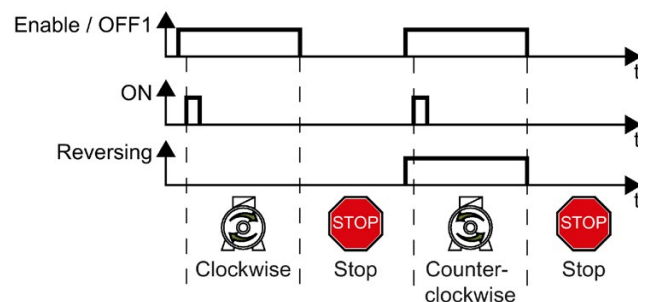 Enable / OFF1
t
ON
t
Reversing
t
STOP
STOP
Clockwise
Stop
Counter-
clockwise
Stop